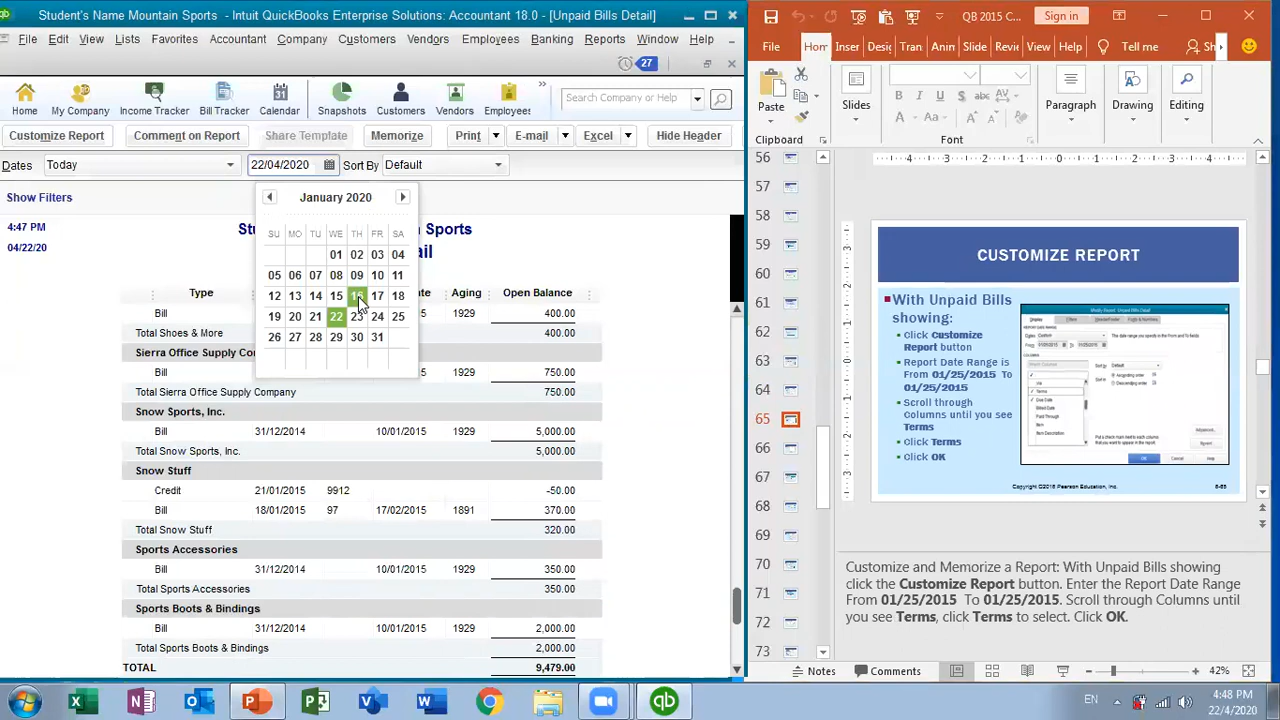 Student's Name Mountain Sports - Intuit QuickBooks Enterprise Solutions: Accountant 18.0 - [Unpaid Bills Detail]
File Edit View Lists Favorites Accountant Customers Vendors Employees Banking Reports Window Help
27
Home My Company Income Tracker Bill Tracker Calendar Snapshots Customers Vendors Employees
Search Company or Help
Customize Report Comment on Report Share Template Memorize Print E-mail Excel Hide Header
Dates Today 22/04/2020 Sort By Default
Show Filters
January 2020
SU MO TU WE TH FR SA
01 02 03 04
05 06 07 08 09 10 11
12 13 14 15 17 18
19 20 21 22 23 24 25
26 27 28 31
4:47 PM
04/22/20
Type Aging Open Balance
Bill 1929
Total Shoes & More 400.00
Sierra Office Supply
Bill 1929 750.00
Total Sierra Office Supply Company 750.00
Snow Sports, Inc.
Bill 31/12/2014 10/01/2015 1929 5,000.00
Total Snow Sports, Inc. 5,000.00
Snow Stuff
Credit 21/01/2015 9912 -50.00
Bill 97 17/02/2015 1891 370.00
Total Snow Stuff 320.00
Sports Accessories
Bill 31/12/2014 10/01/2015 1929 350.00
Total Sports Accessories 350.00
Sports Boots & Bindings
Bill 31/12/2014 10/01/2015 1929 2,000.00
Total Sports Boots & Bindings 2,000.00
TOTAL 9,479.00
QB 2015 C... Sign in
File Hom Inser Tran Anin Slide View Help Tell me Sh
Paste Slides Paragraph Drawing Editing
Clipboard Font
56
57
58
59
60
61
62
63
64
65
66
67
68
69
70
71
72
73
CUSTOMIZE REPORT
With Unpaid Bills showing:
Click Customize
Report button
Report Date Range is
From 01/25/2015 To
01/25/2015
Scroll through
Columns until you see
Terms
Click Terms
Click OK
Copyright ©2016 Pearson Education, Inc.
Customize and Memorize a Report: With Unpaid Bills showing
click the Customize Report button. Enter the Report Date Range
From 01/25/2015 To 01/25/2015. Scroll through Columns until
you see Terms, click Terms to select. Click OK.
Notes Comments 42%
EN 4:48 PM
22/4/2020